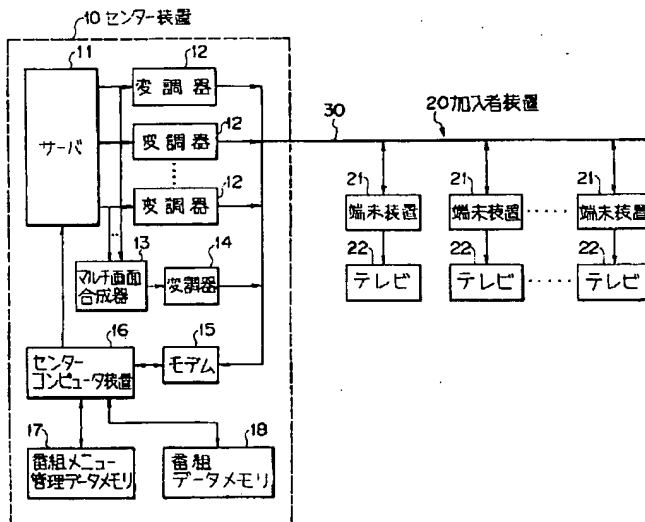 10 センター装置
11
サーバ
12
変調器
12
変調器
12
変調器
13
マルチ画面
合成器
14
変調器
15
モデム
16
センター
コンピュータ装置
17
番組メニュー
管理データメモリ
18
番組
データメモリ
30
20加入者装置
21
端末装置
21
端末装置
21
端末装置
22
テレビ
22
テレビ
22
テレビ